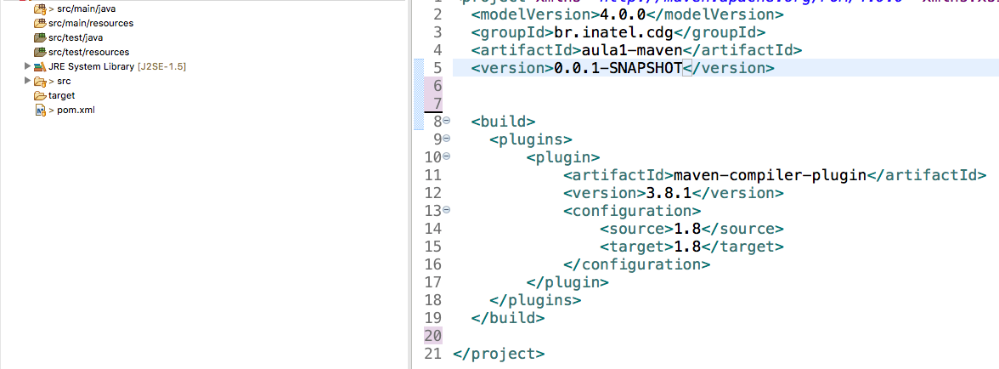 > src/main/java
src/main/resources
src/test/java
src/test/resources
JRE System Library [J2SE-1.5]
> src
target
> pom.xml
2 <modelVersion>4.0.0</modelVersion>
3 <groupId>br.inatel.cdg</groupId>
4 <artifactId>aula1-maven</artifactId>
5 <version>0.0.1-SNAPSHOT</version>
6
7
8 <build>
9 <plugins>
10 <plugin>
11 <artifactId>maven-compiler-plugin</artifactId>
12 <version>3.8.1</version>
13 <configuration>
14 <source>1.8</source>
15 <target>1.8</target>
16 </configuration>
17 </plugin>
18 </plugins>
19 </build>
20
21 </project>